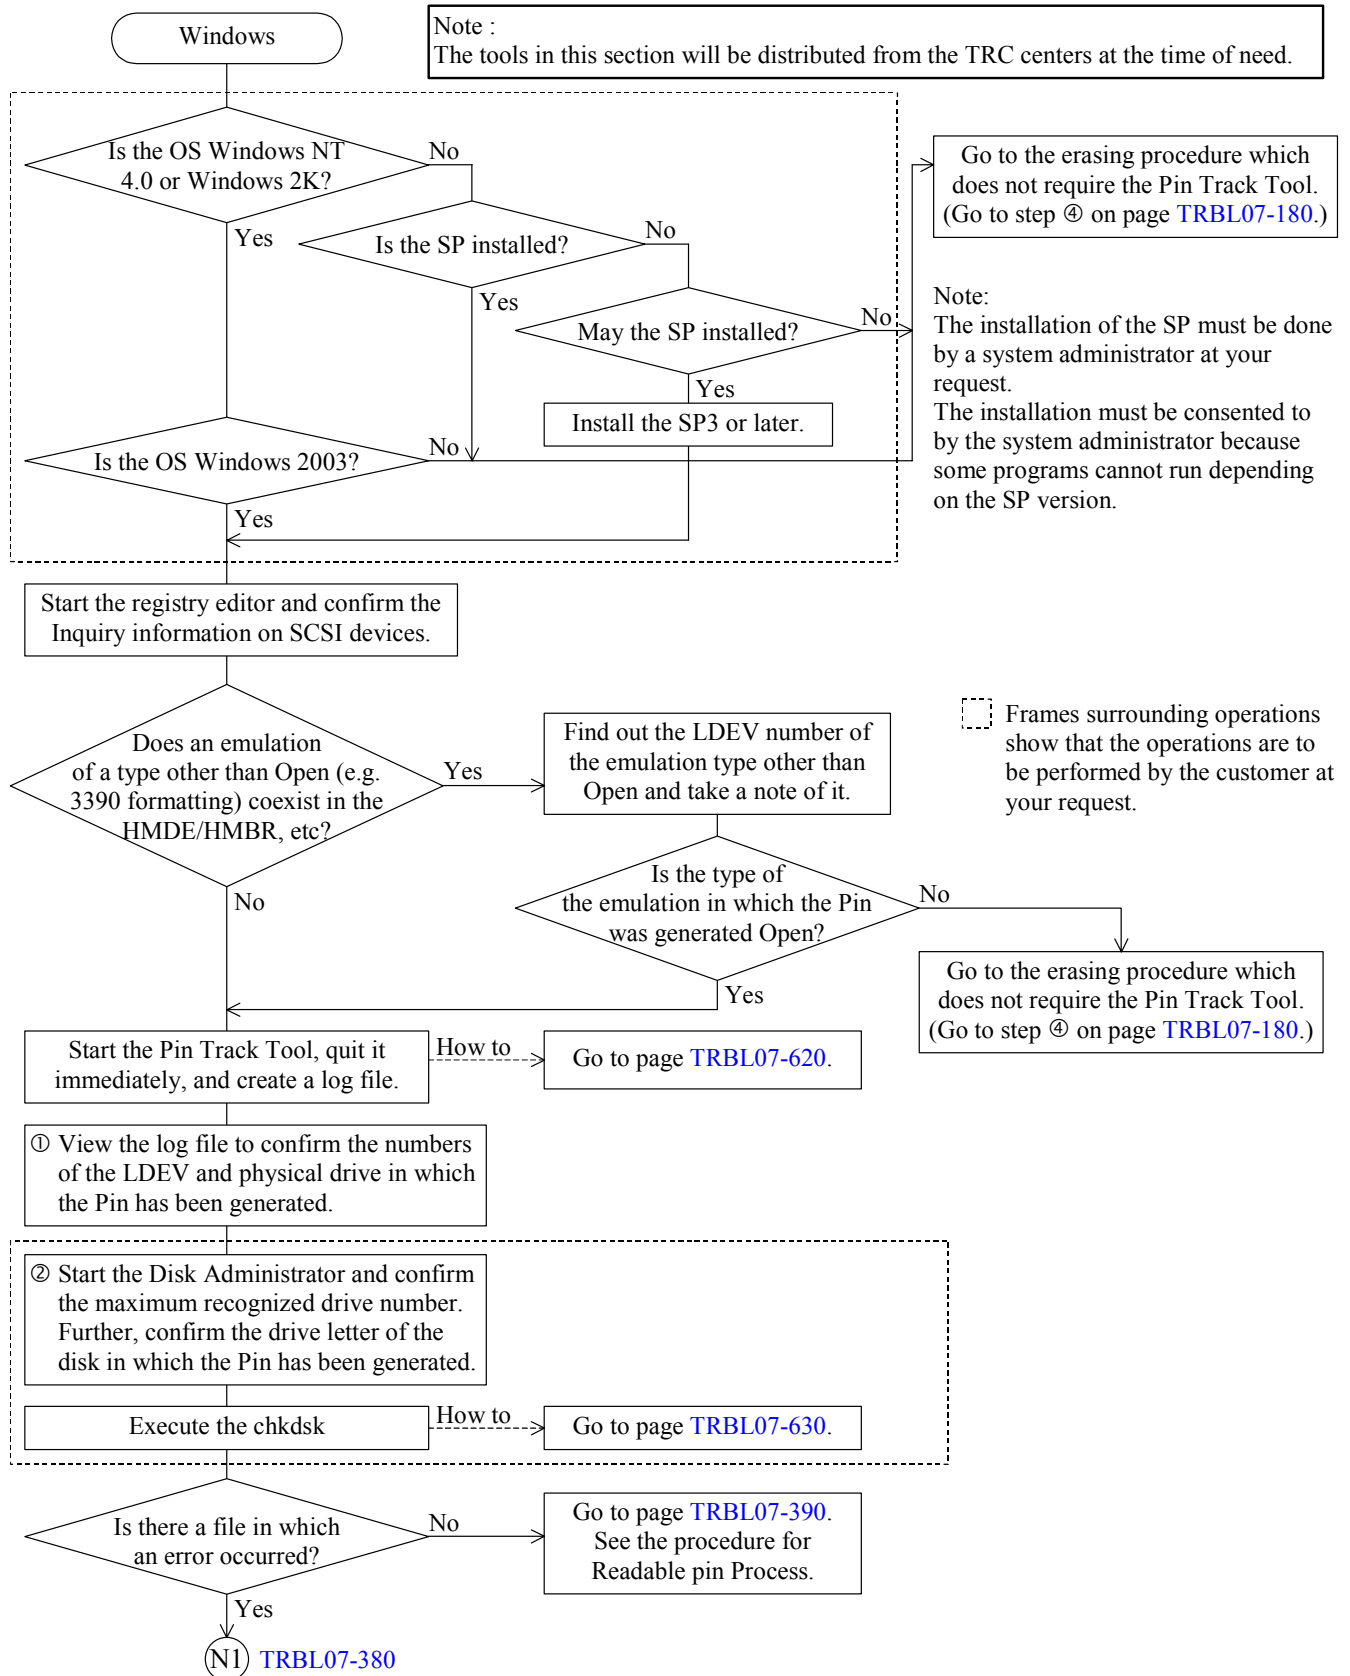 Windows
Note :
The tools in this section will be distributed from the TRC centers at the time of need.
Is the OS Windows NT
4.0 or Windows 2K?
No
Yes
Is the SP installed?
No
Yes
May the SP installed?
No
Yes
Install the SP3 or later.
Go to the erasing procedure which
does not require the Pin Track Tool.
(Go to step ④ on page TRBL07-180.)
Note:
The installation of the SP must be done
by a system administrator at your
request.
The installation must be consented to
by the system administrator because
some programs cannot run depending
on the SP version.
Is the OS Windows 2003?
No
Yes
Start the registry editor and confirm the
Inquiry information on SCSI devices.
Does an emulation
of a type other than Open (e.g.
3390 formatting) coexist in the
HMDE/HMBR, etc?
Yes
No
Find out the LDEV number of
the emulation type other than
Open and take a note of it.
Frames surrounding operations
show that the operations are to
be performed by the customer at
your request.
Is the type of
the emulation in which the Pin
was generated Open?
No
Yes
Go to the erasing procedure which
does not require the Pin Track Tool.
(Go to step ④ on page TRBL07-180.)
Start the Pin Track Tool, quit it
immediately, and create a log file.
How to
Go to page TRBL07-620.
① View the log file to confirm the numbers
of the LDEV and physical drive in which
the Pin has been generated.
② Start the Disk Administrator and confirm
the maximum recognized drive number.
Further, confirm the drive letter of the
disk in which the Pin has been generated.
Execute the chkdsk
How to
Go to page TRBL07-630.
Is there a file in which
an error occurred?
No
Yes
Go to page TRBL07-390.
See the procedure for
Readable pin Process.
N1 TRBL07-380